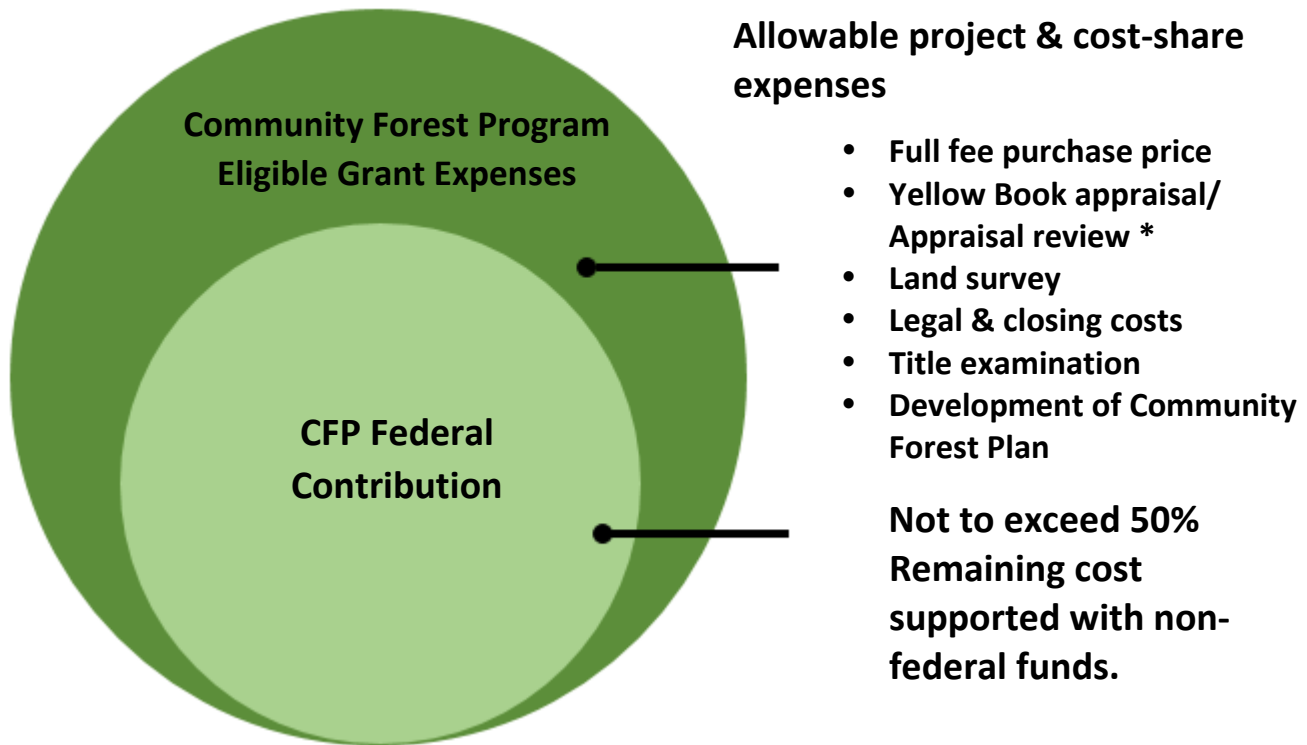 Allowable project & cost-share
expenses
Community Forest Program
Eligible Grant Expenses
• Full fee purchase price
• Yellow Book appraisal/
Appraisal review *
• Land survey
• Legal & closing costs
• Title examination
• Development of Community
Forest Plan
CFP Federal
Contribution
Not to exceed 50%
Remaining cost
supported with non-
federal funds.